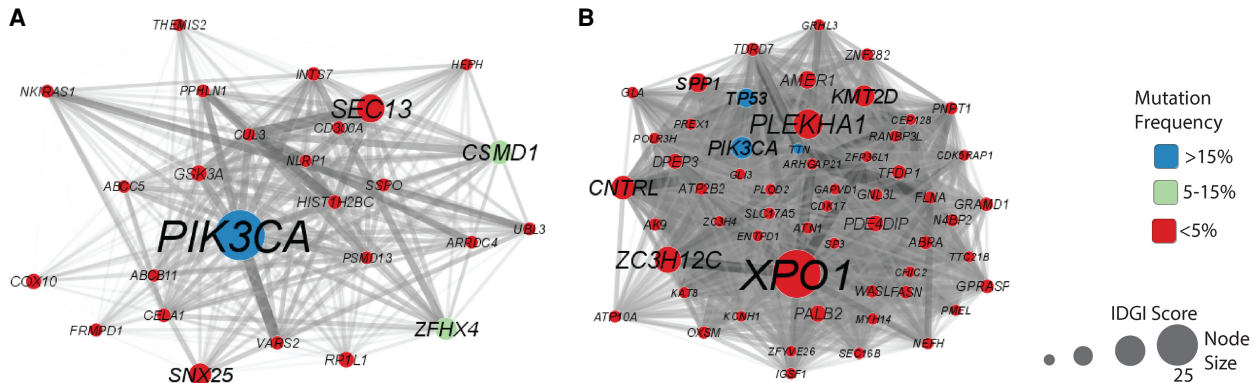 A
THEMIS2
HEPH
INTS7
NKIRAS1
PPHLN1
SEC13
CD300A
CUL3
CSMD1
NLRP1
GSK3A
ABCC5
SSPO
HIST1H2BC
PIK3CA
UBL3
ARRDC4
PSMD13
ABCB11
COX10
CELA1
FRMPD1
ZFHX4
VARS2
RP1L1
SNX25
B
GRHL3
TDRD7
ZNF282
SPP1
AMER1
GLA
TP53
KMT2D
PNPT1
PREX1
PLEKHA1
CEP128
POLR3H
RANBP3L
PIK3CA
TTN
DPEP3
ARHGAP21
ZFP36L1
CDK5RAP1
GLI3
TFDP1
CNTRL
ATP2B2
PLOD2
GAPVD1
GNL3L
FLNA
GRAMD1
CDK17
AK9
ZC3H4
SLC17A5
PDE4DIP
N4BP2
ATN1
ENTPD1
SP3
ABRA
ZC3H12C
TTC21B
XPO1
CHIC2
KAT8
WASL
FASN
GPRASP
ATP10A
KCNH1
PALB2
MYH14
PMEL
OXSM
NEFH
ZFYVE26
SEC16B
IGSF1
Mutation
Frequency
>15%
5-15%
<5%
IDGI Score
Node
Size
25